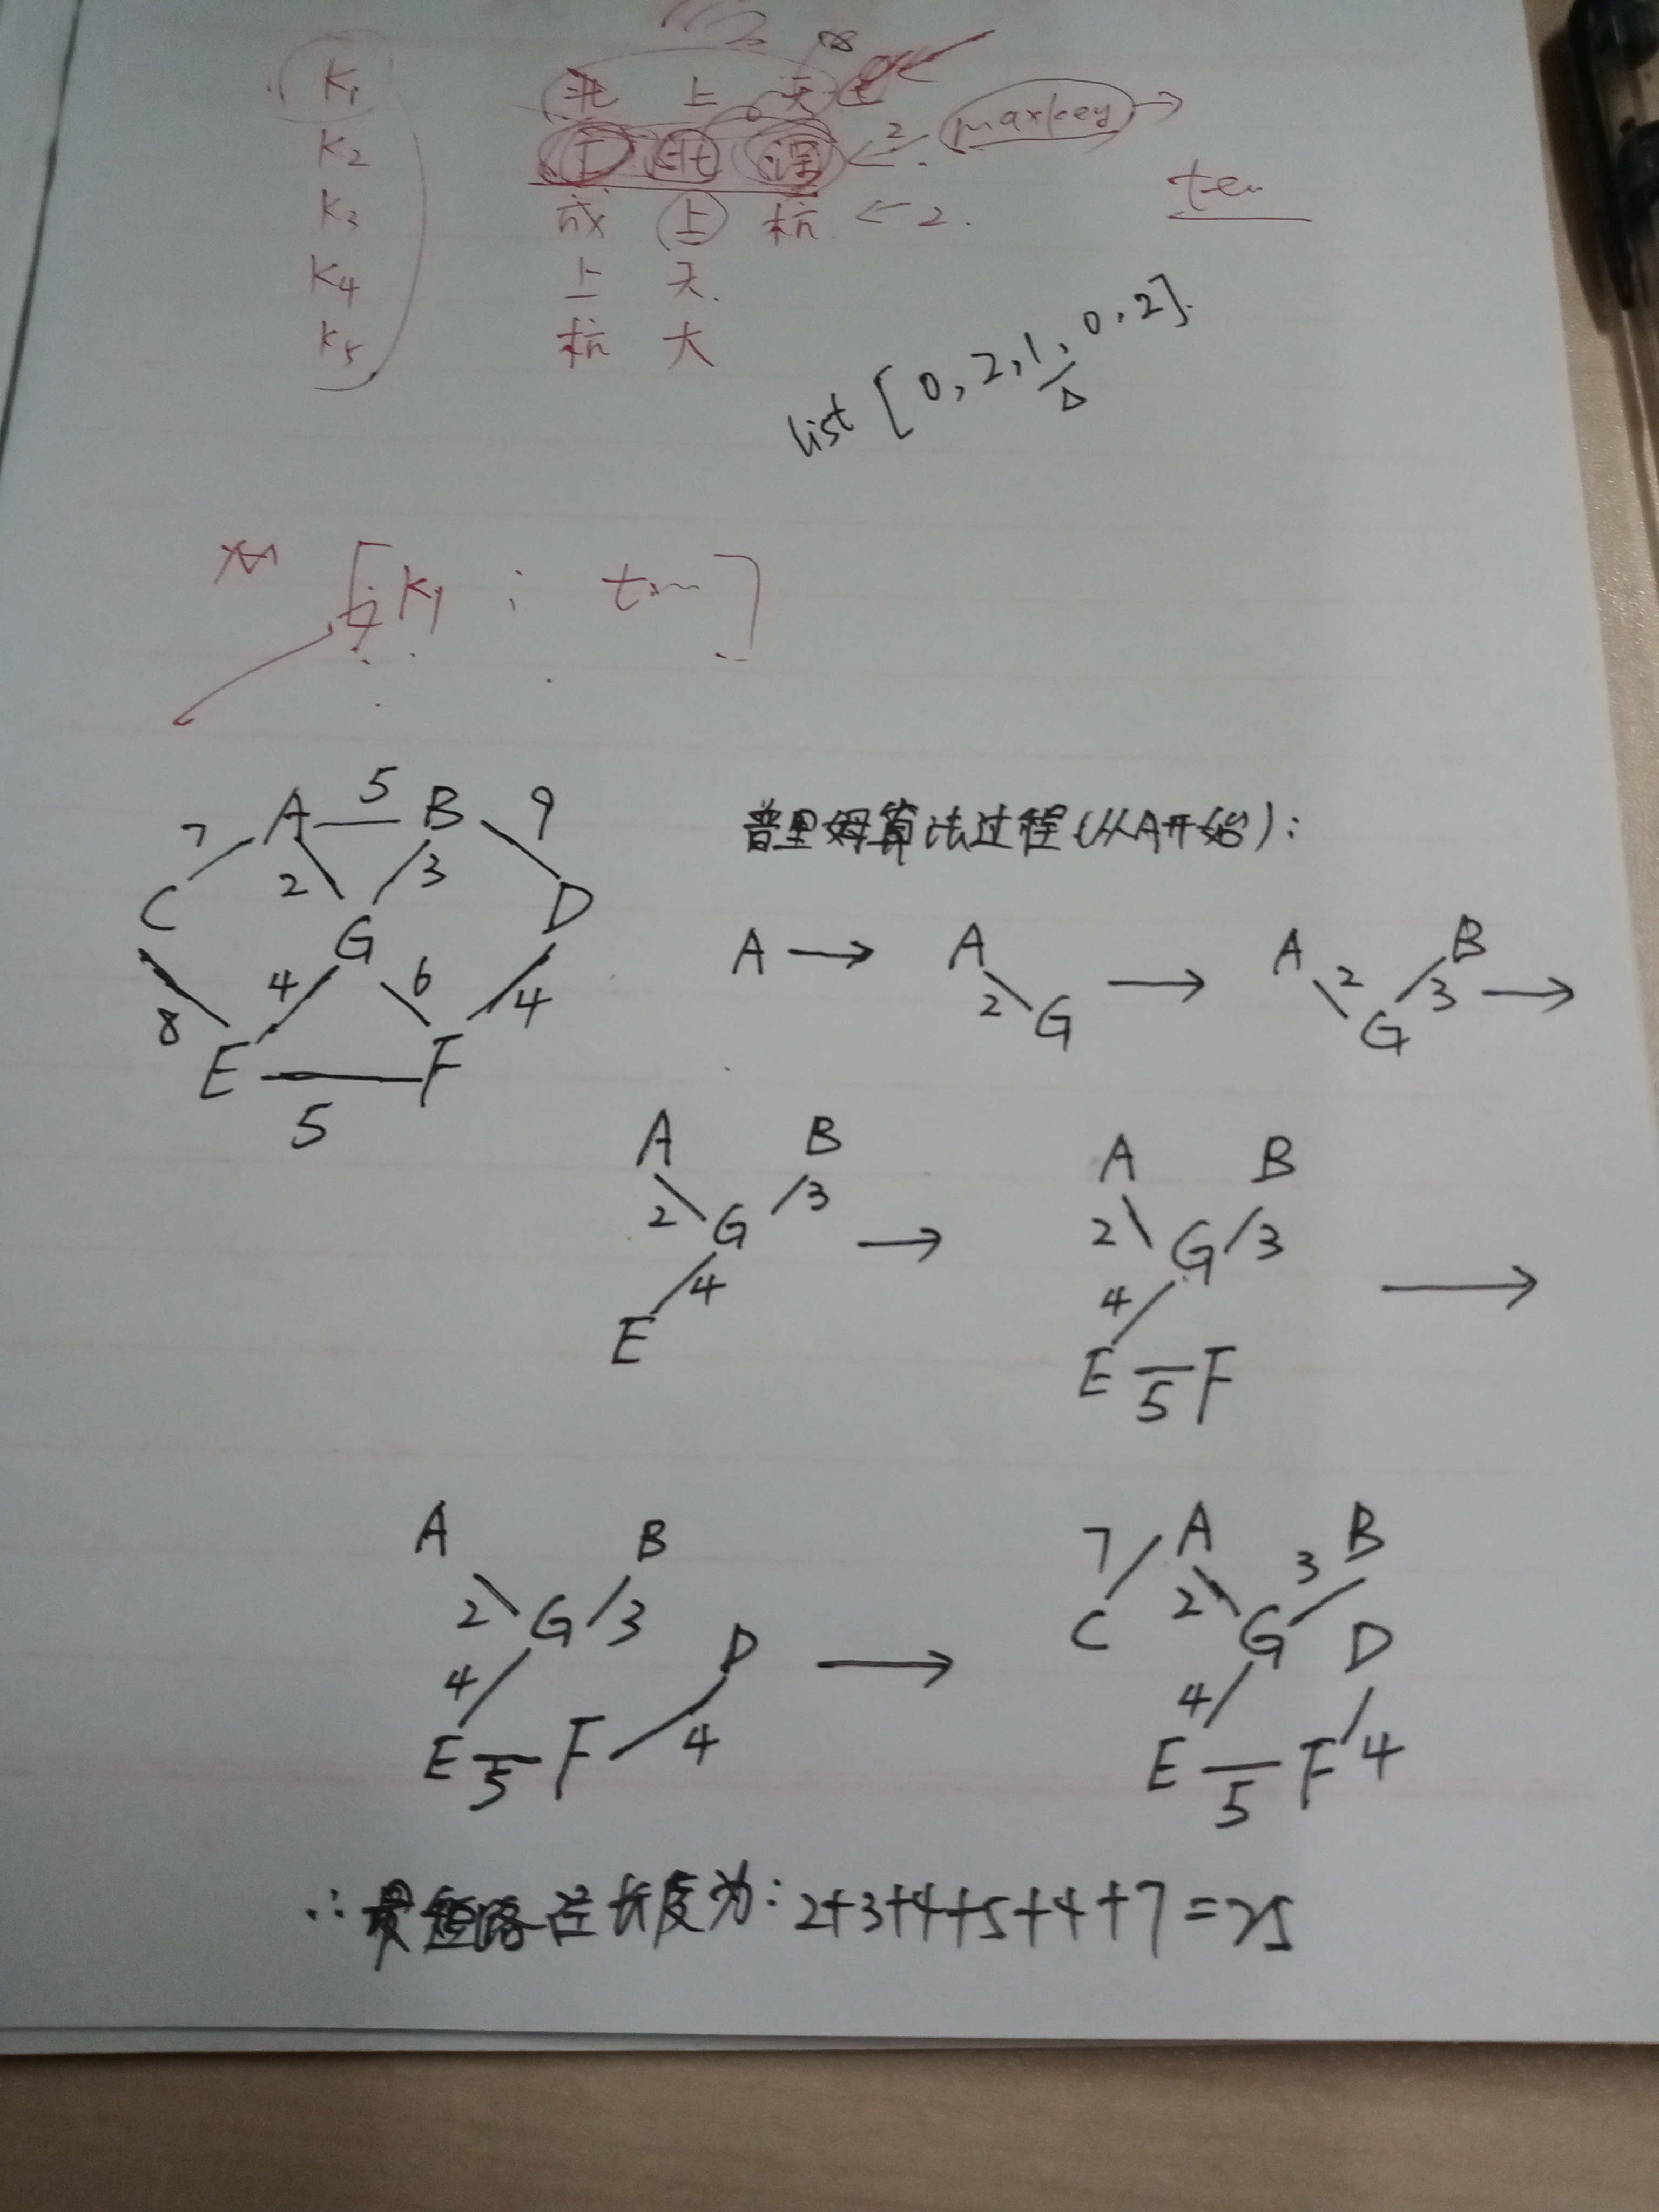 K1 北 上 天
K2 上 北 深 ← 2. maxkey →
K3 成 上 杭 ← 2.
K4 上 天.
K5 杭 大
list [0, 2, 1, 0, 2].
5
A B 9
7 2 3
C G D
4 6 4
8
E F
5
普里姆算法过程(从A开始):
A → A 2 G → A 2 G 3 B →
A B
2 G 3 →
4
E
A B
2 G 3 →
4
E 5 F
A B
2 G 3 D →
4
E 5 F 4
7 A 3 B
C 2 G D
4
E 5 F 4
∴最短路径长度为: 2+3+4+5+4+7=25